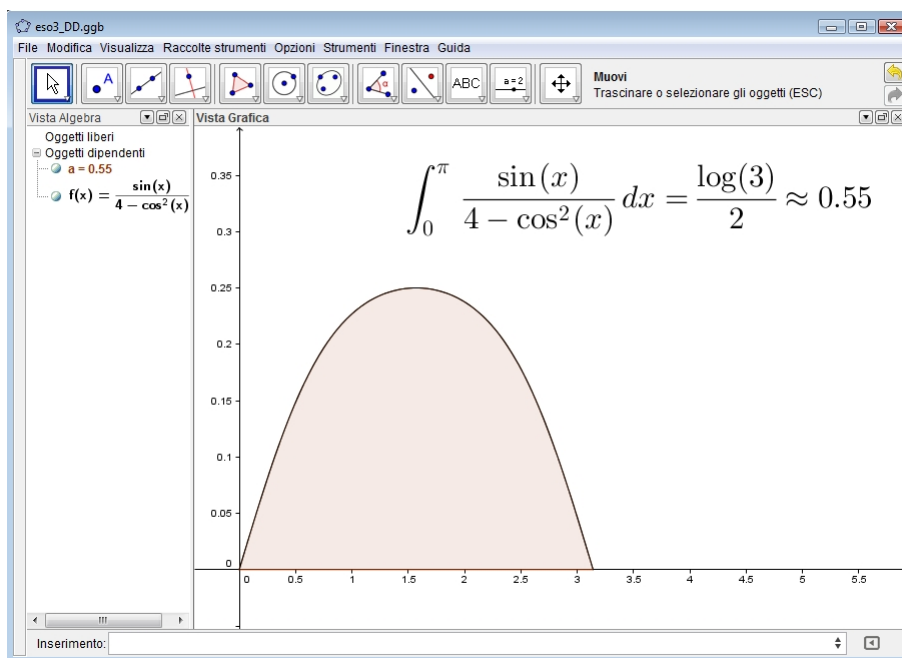 eso3_DD.ggb
File Modifica Visualizza Raccolte strumenti Opzioni Strumenti Finestra Guida
A
α
ABC
a=2
Muovi
Trascinare o selezionare gli oggetti (ESC)
Vista Algebra
Vista Grafica
Oggetti liberi
Oggetti dipendenti
a = 0.55
f(x) = sin(x) / 4 − cos²(x)
∫₀^π sin(x) / 4 − cos²(x) dx = log(3) / 2 ≈ 0.55
0.35
0.3
0.25
0.2
0.15
0.1
0.05
0
0 0.5 1 1.5 2 2.5 3 3.5 4 4.5 5 5.5
Inserimento: